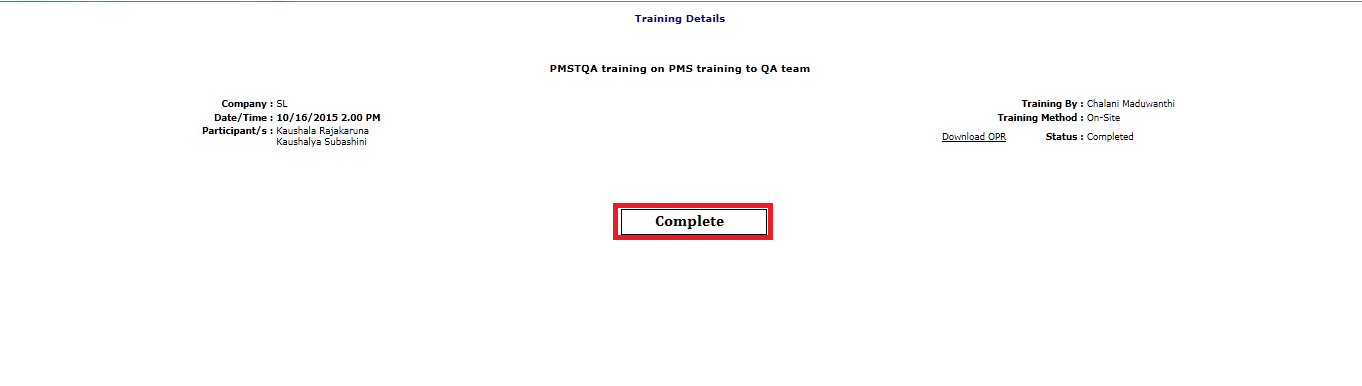 Training Details
PMSTQA training on PMS training to QA team
Company : SL
Date/Time : 10/16/2015 2.00 PM
Participant/s : Kaushala Rajakaruna
Kaushalya Subashini
Training By : Chalani Maduwanthi
Training Method : On-Site
Download OPR Status : Completed
Complete